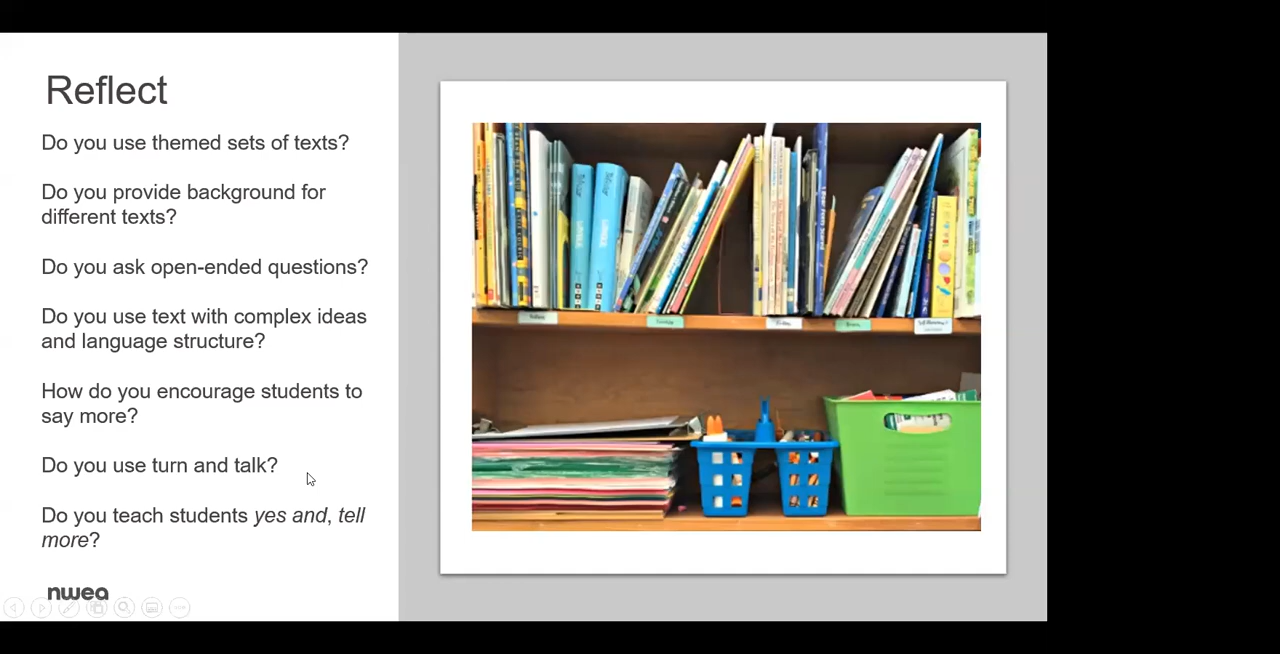 Reflect
Do you use themed sets of texts?
Do you provide background for
different texts?
Do you ask open-ended questions?
Do you use text with complex ideas
and language structure?
How do you encourage students to
say more?
Do you use turn and talk?
Do you teach students yes and, tell
more?
nwea